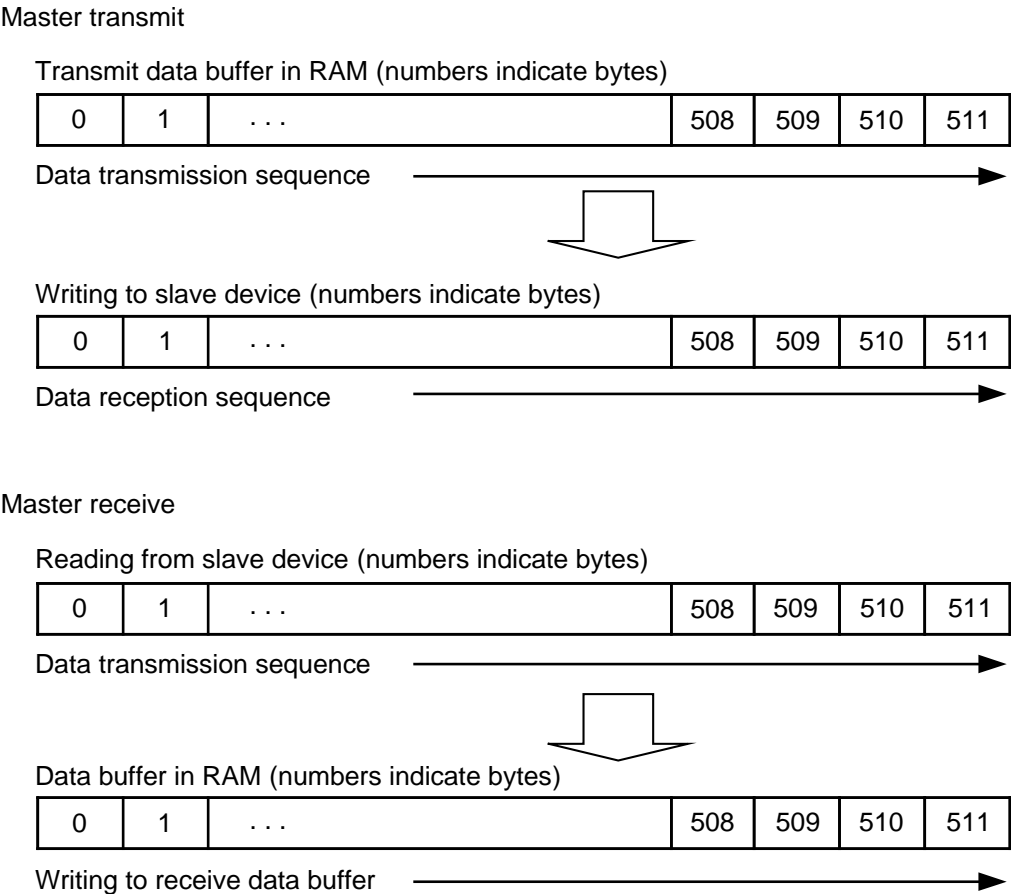 Master transmit
Transmit data buffer in RAM (numbers indicate bytes)
0 1 . . . 508 509 510 511
Data transmission sequence
Writing to slave device (numbers indicate bytes)
0 1 . . . 508 509 510 511
Data reception sequence
Master receive
Reading from slave device (numbers indicate bytes)
0 1 . . . 508 509 510 511
Data transmission sequence
Data buffer in RAM (numbers indicate bytes)
0 1 . . . 508 509 510 511
Writing to receive data buffer